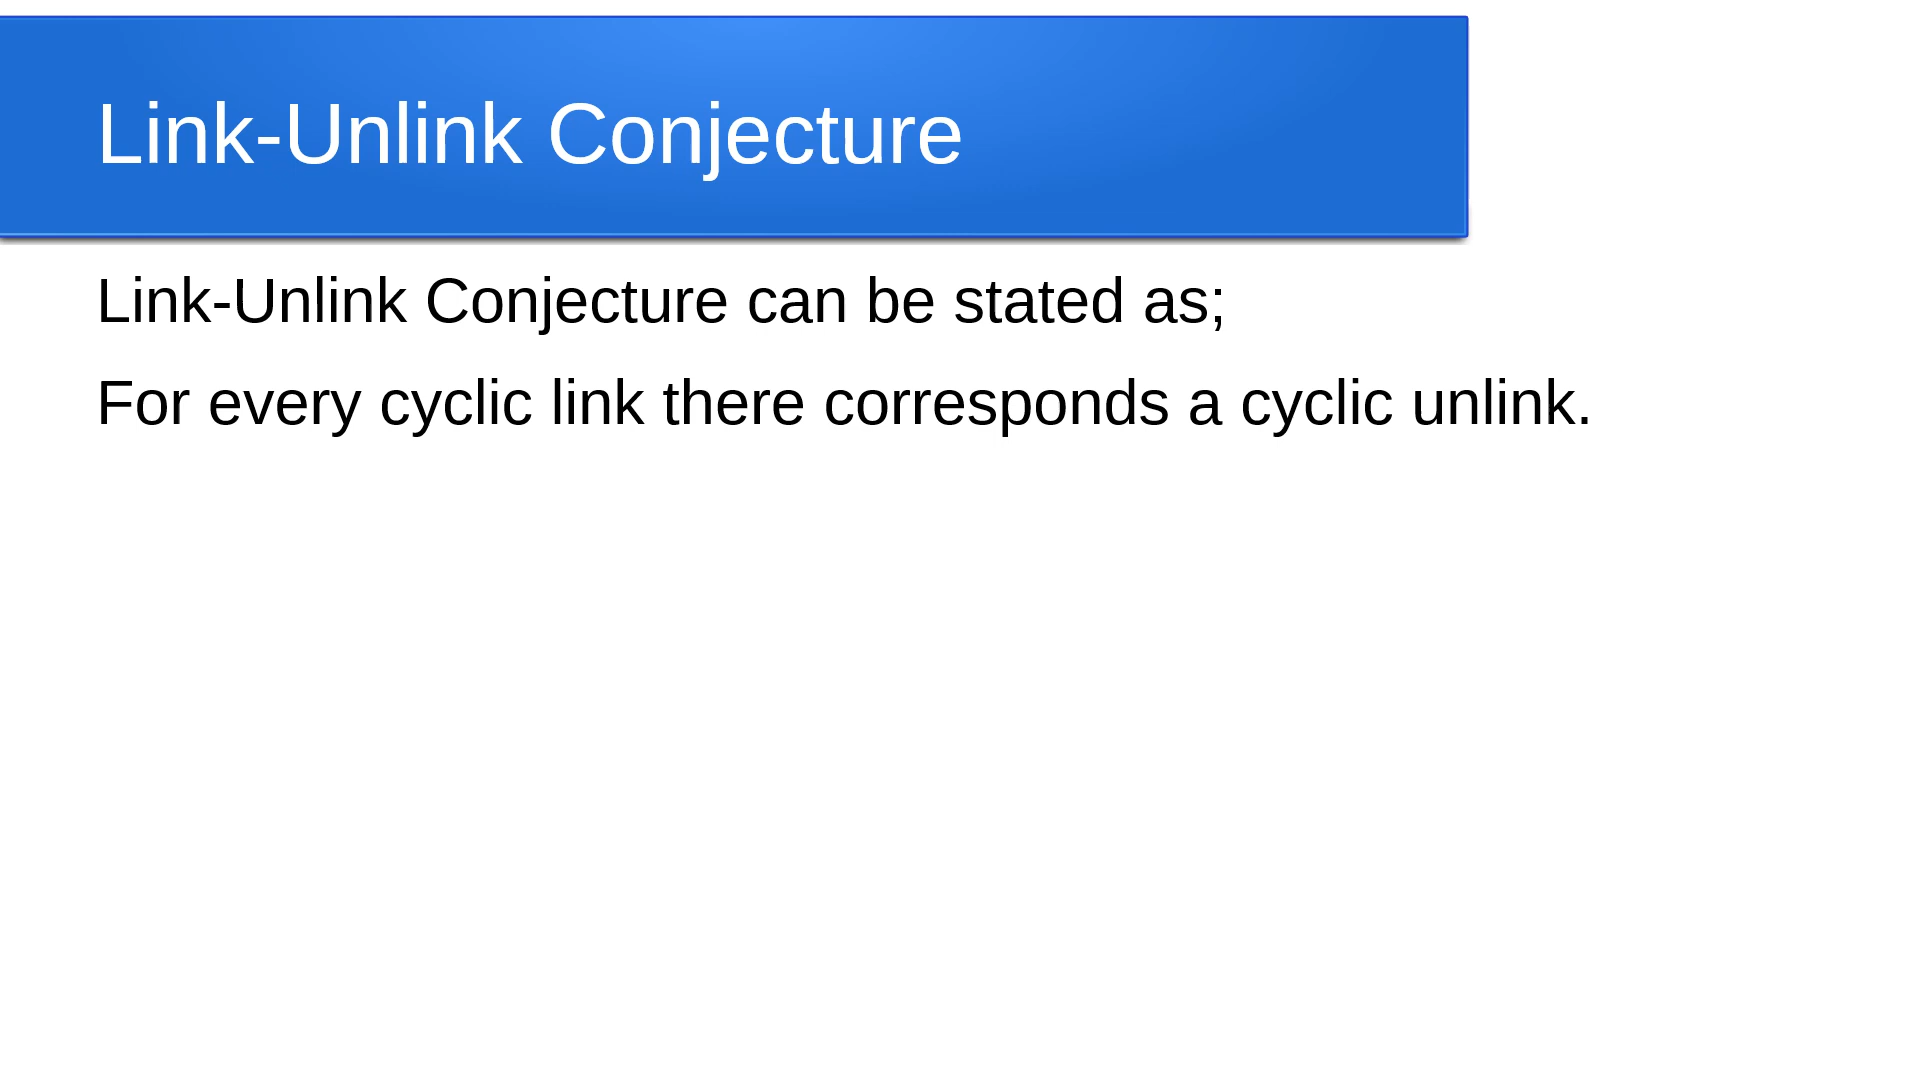 Link-Unlink Conjecture
Link-Unlink Conjecture can be stated as;
For every cyclic link there corresponds a cyclic unlink.